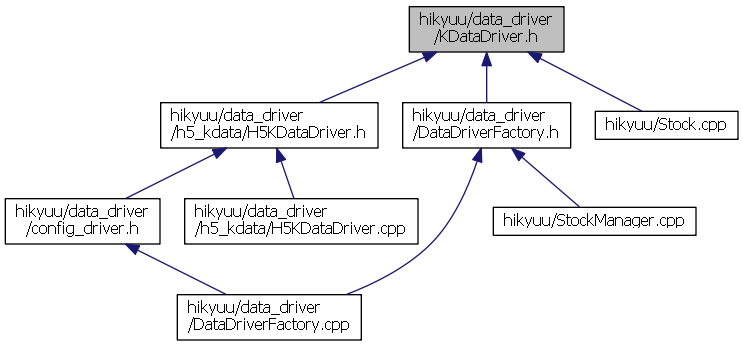 hikyuu/data_driver
/KDataDriver.h
hikyuu/data_driver
/h5_kdata/H5KDataDriver.h
hikyuu/data_driver
/DataDriverFactory.h
hikyuu/Stock.cpp
hikyuu/data_driver
/config_driver.h
hikyuu/data_driver
/h5_kdata/H5KDataDriver.cpp
hikyuu/StockManager.cpp
hikyuu/data_driver
/DataDriverFactory.cpp